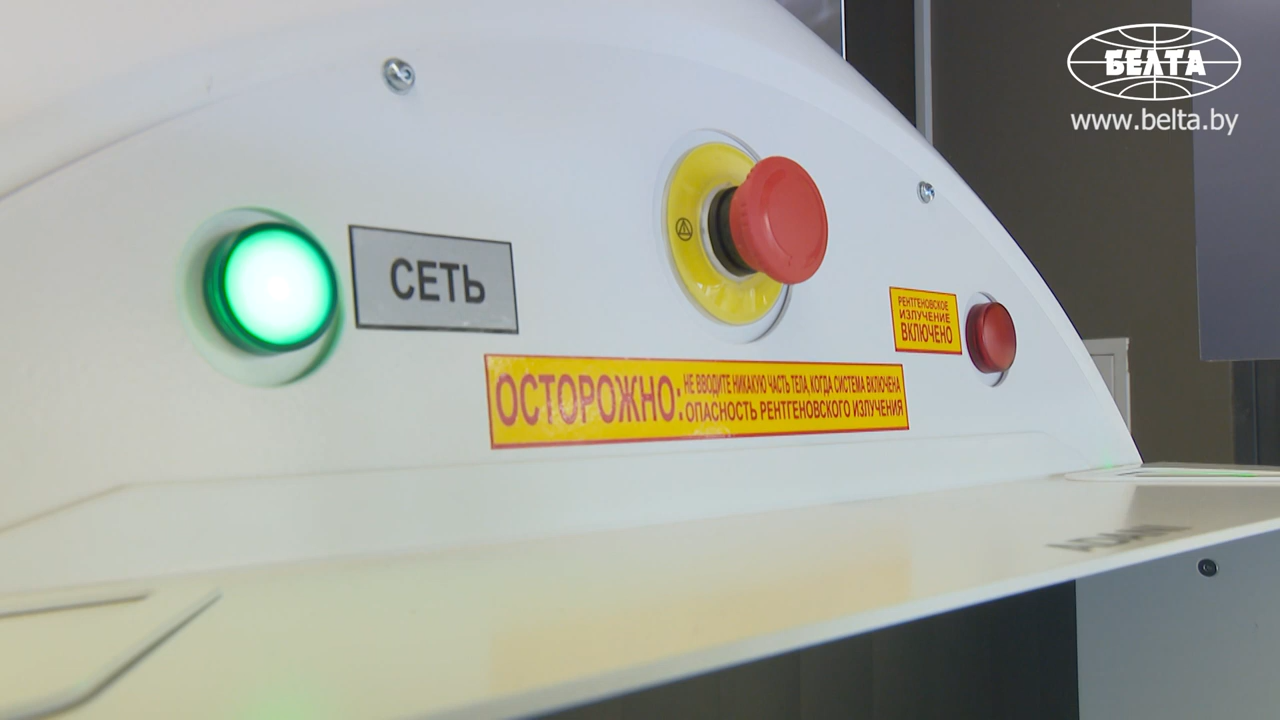 БЕЛТА
www.belta.by
СЕТЬ
РЕНТГЕНОВСКОЕ
ИЗЛУЧЕНИЕ
ВКЛЮЧЕНО
ОСТОРОЖНО: НЕ ВВОДИТЕ НИКАКУЮ ЧАСТЬ ТЕЛА, КОГДА СИСТЕМА ВКЛЮЧЕНА
ОПАСНОСТЬ РЕНТГЕНОВСКОГО ИЗЛУЧЕНИЯ